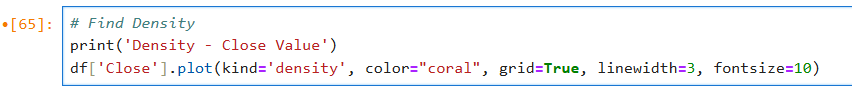 •[65]: # Find Density
print('Density - Close Value')
df['Close'].plot(kind='density', color="coral", grid=True, linewidth=3, fontsize=10)